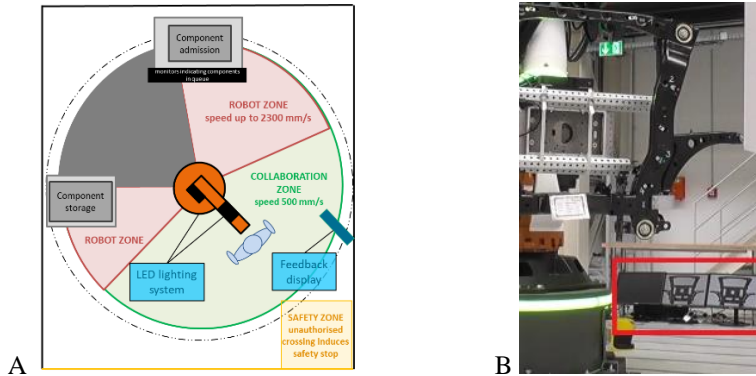 Component
admission
monitors indicating components
in queue
ROBOT ZONE
speed up to 2300 mm/s
COLLABORATION
ZONE
speed 500 mm/s
Component
storage
ROBOT ZONE
LED lighting
system
Feedback
display
SAFETY ZONE
unauthorised
crossing induces
safety stop
A
B